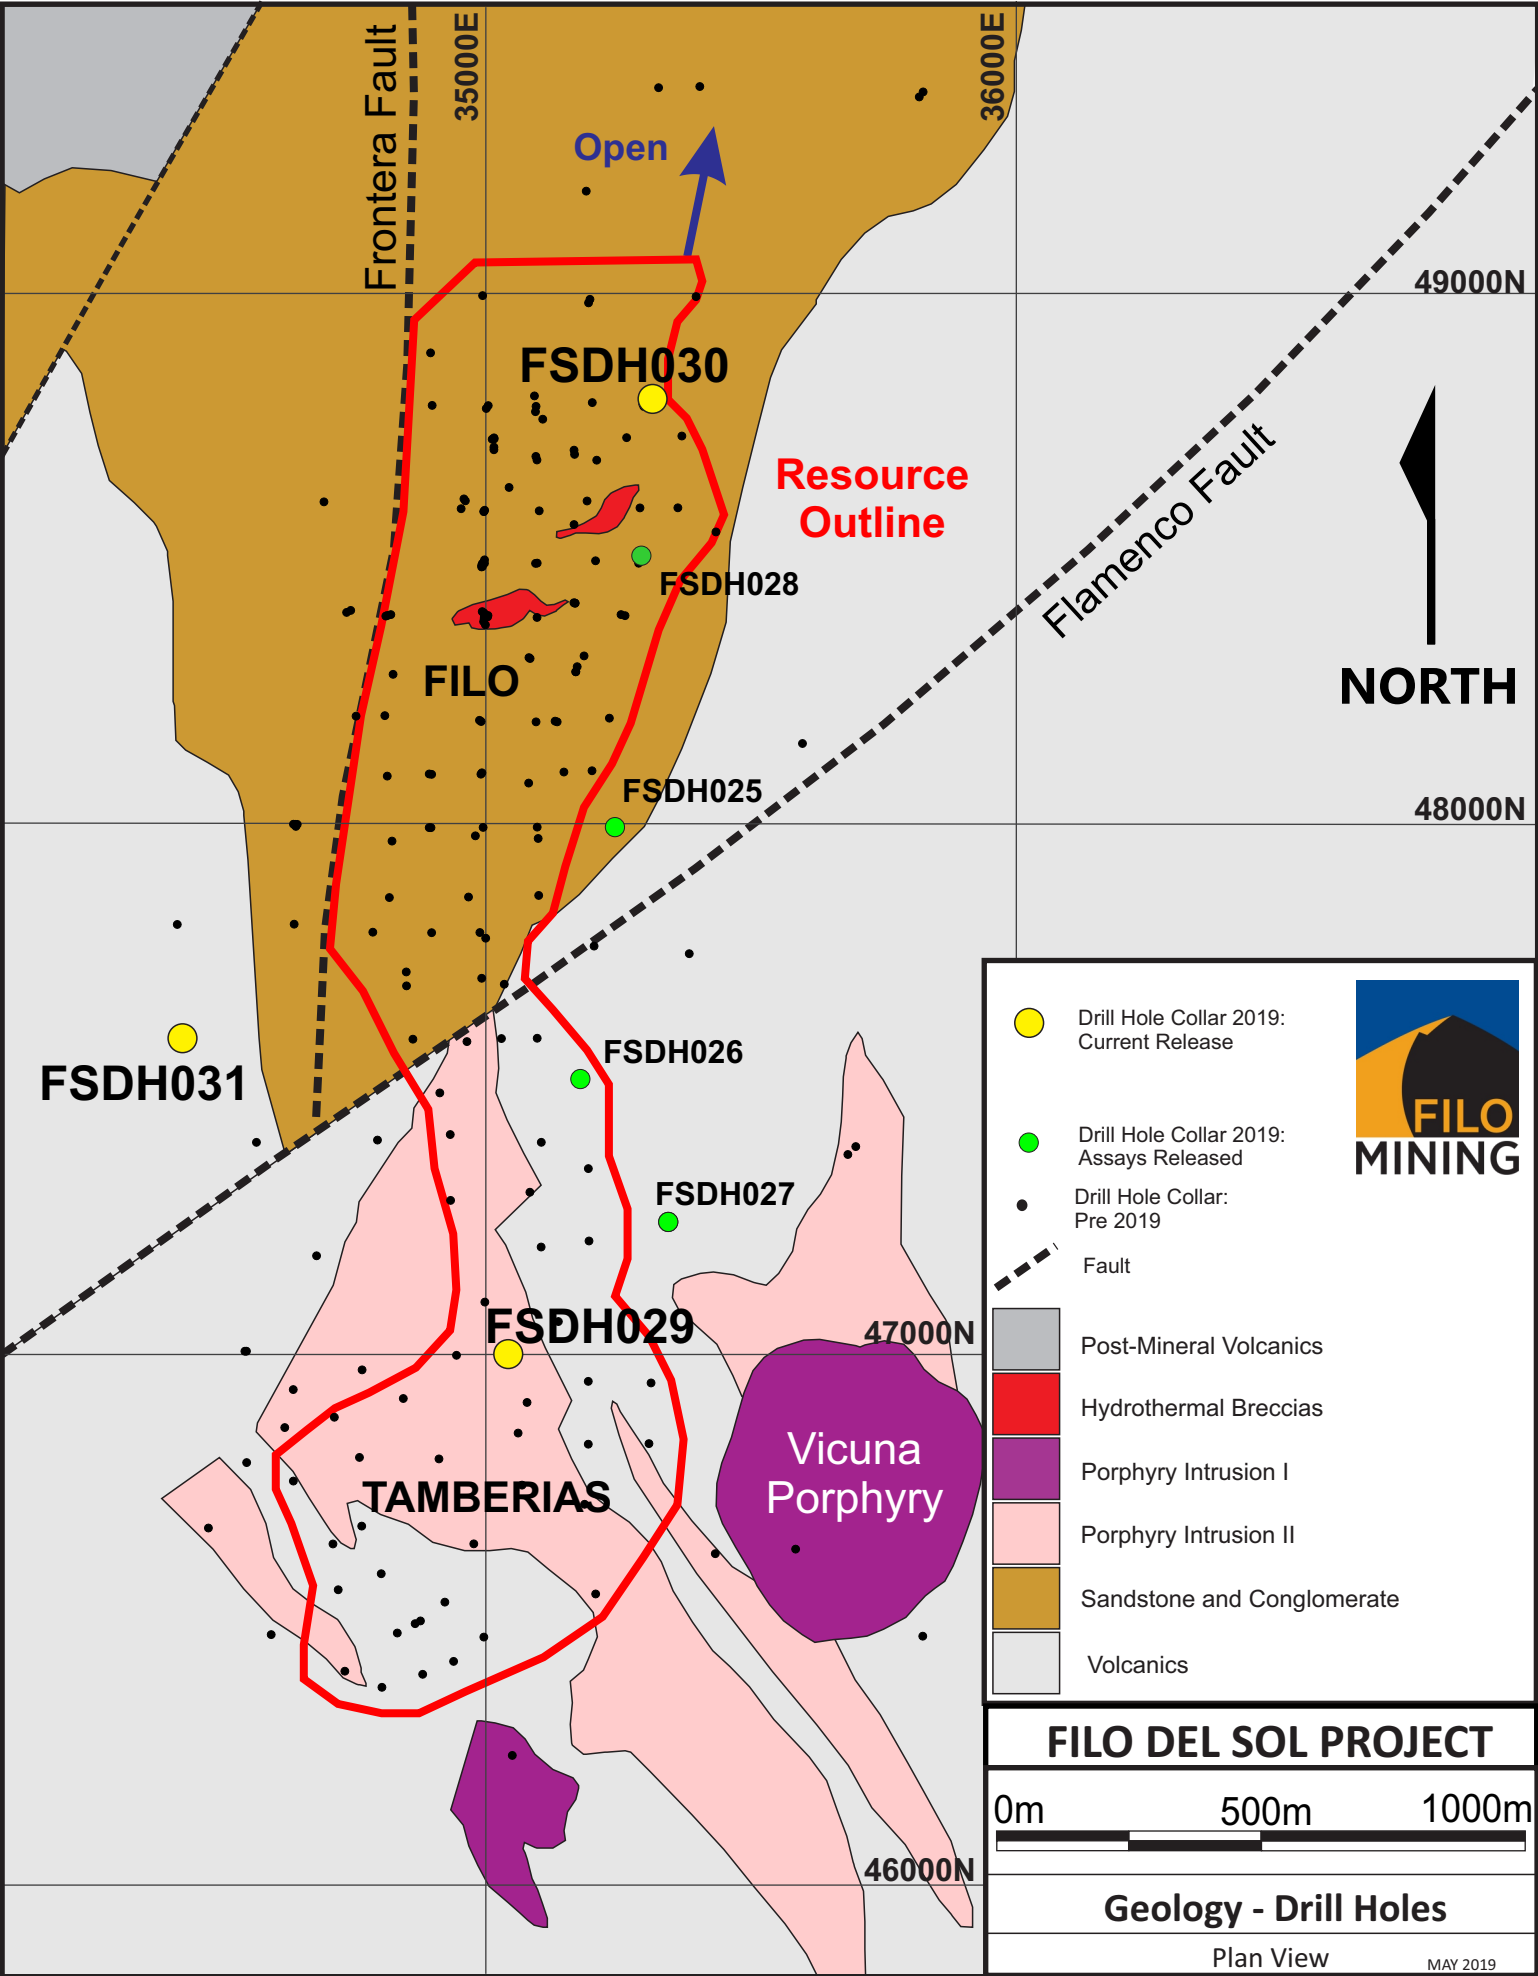 Frontera Fault
35000E
36000E
Open
49000N
FSDH030
Resource
Outline
Flamenco Fault
FSDH028
FILO
NORTH
FSDH025
48000N
FSDH031
FSDH026
FSDH027
FSDH029
47000N
Vicuna
Porphyry
TAMBERIAS
46000N
Drill Hole Collar 2019:
Current Release
Drill Hole Collar 2019:
Assays Released
Drill Hole Collar:
Pre 2019
Fault
FILO
MINING
Post-Mineral Volcanics
Hydrothermal Breccias
Porphyry Intrusion I
Porphyry Intrusion II
Sandstone and Conglomerate
Volcanics
FILO DEL SOL PROJECT
0m 500m 1000m
Geology - Drill Holes
Plan View
MAY 2019